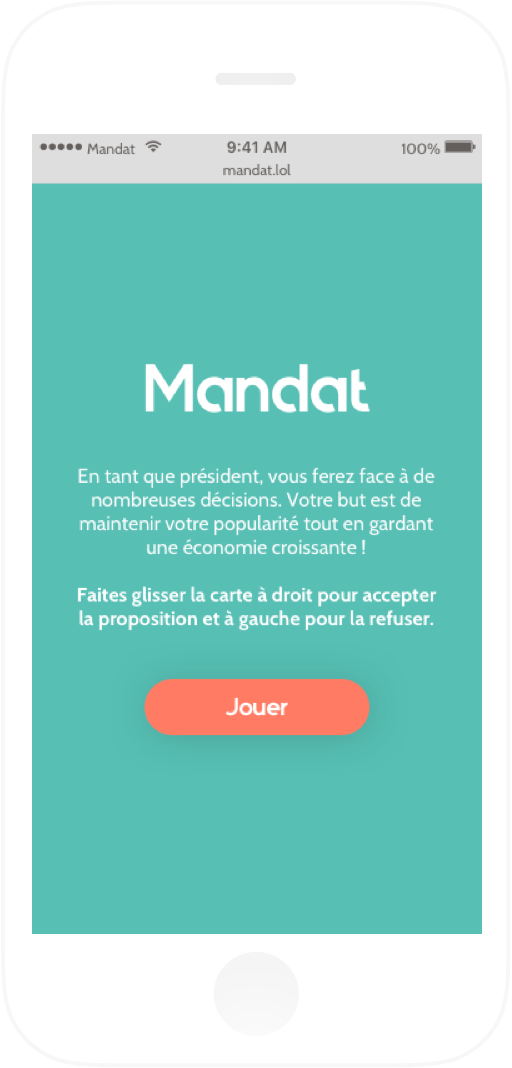 Mandat 9:41 AM 100%
mandat.lol
Mandat
En tant que président, vous ferez face à de
nombreuses décisions. Votre but est de
maintenir votre popularité tout en gardant
une économie croissante !
Faites glisser la carte à droit pour accepter
la proposition et à gauche pour la refuser.
Jouer